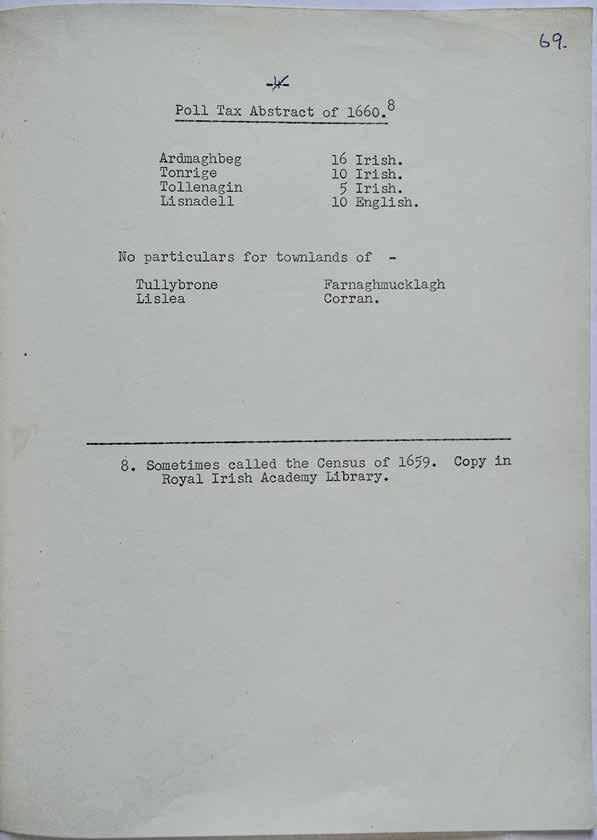 69.
-4-
Poll Tax Abstract of 1660.8
Ardmaghbeg 16 Irish.
Tonrige 10 Irish.
Tollenagin 5 Irish.
Lisnadell 10 English.
No particulars for townlands of -
Tullybrone Farnaghmucklagh
Lislea Corran.
8. Sometimes called the Census of 1659. Copy in
Royal Irish Academy Library.